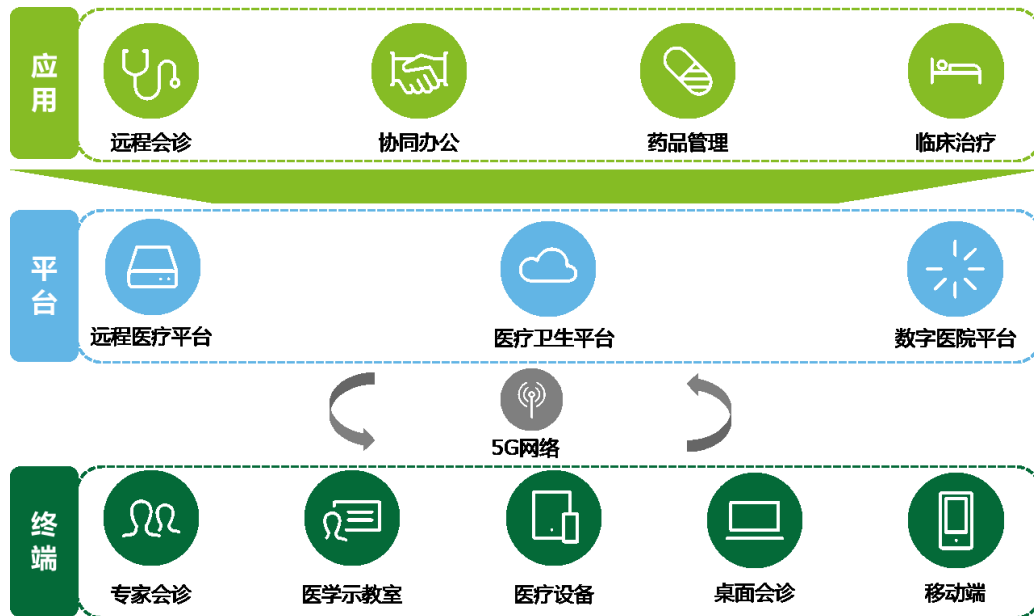 应用
远程会诊
协同办公
药品管理
临床治疗
平台
远程医疗平台
医疗卫生平台
数字医院平台
5G网络
终端
专家会诊
医学示教室
医疗设备
桌面会诊
移动端